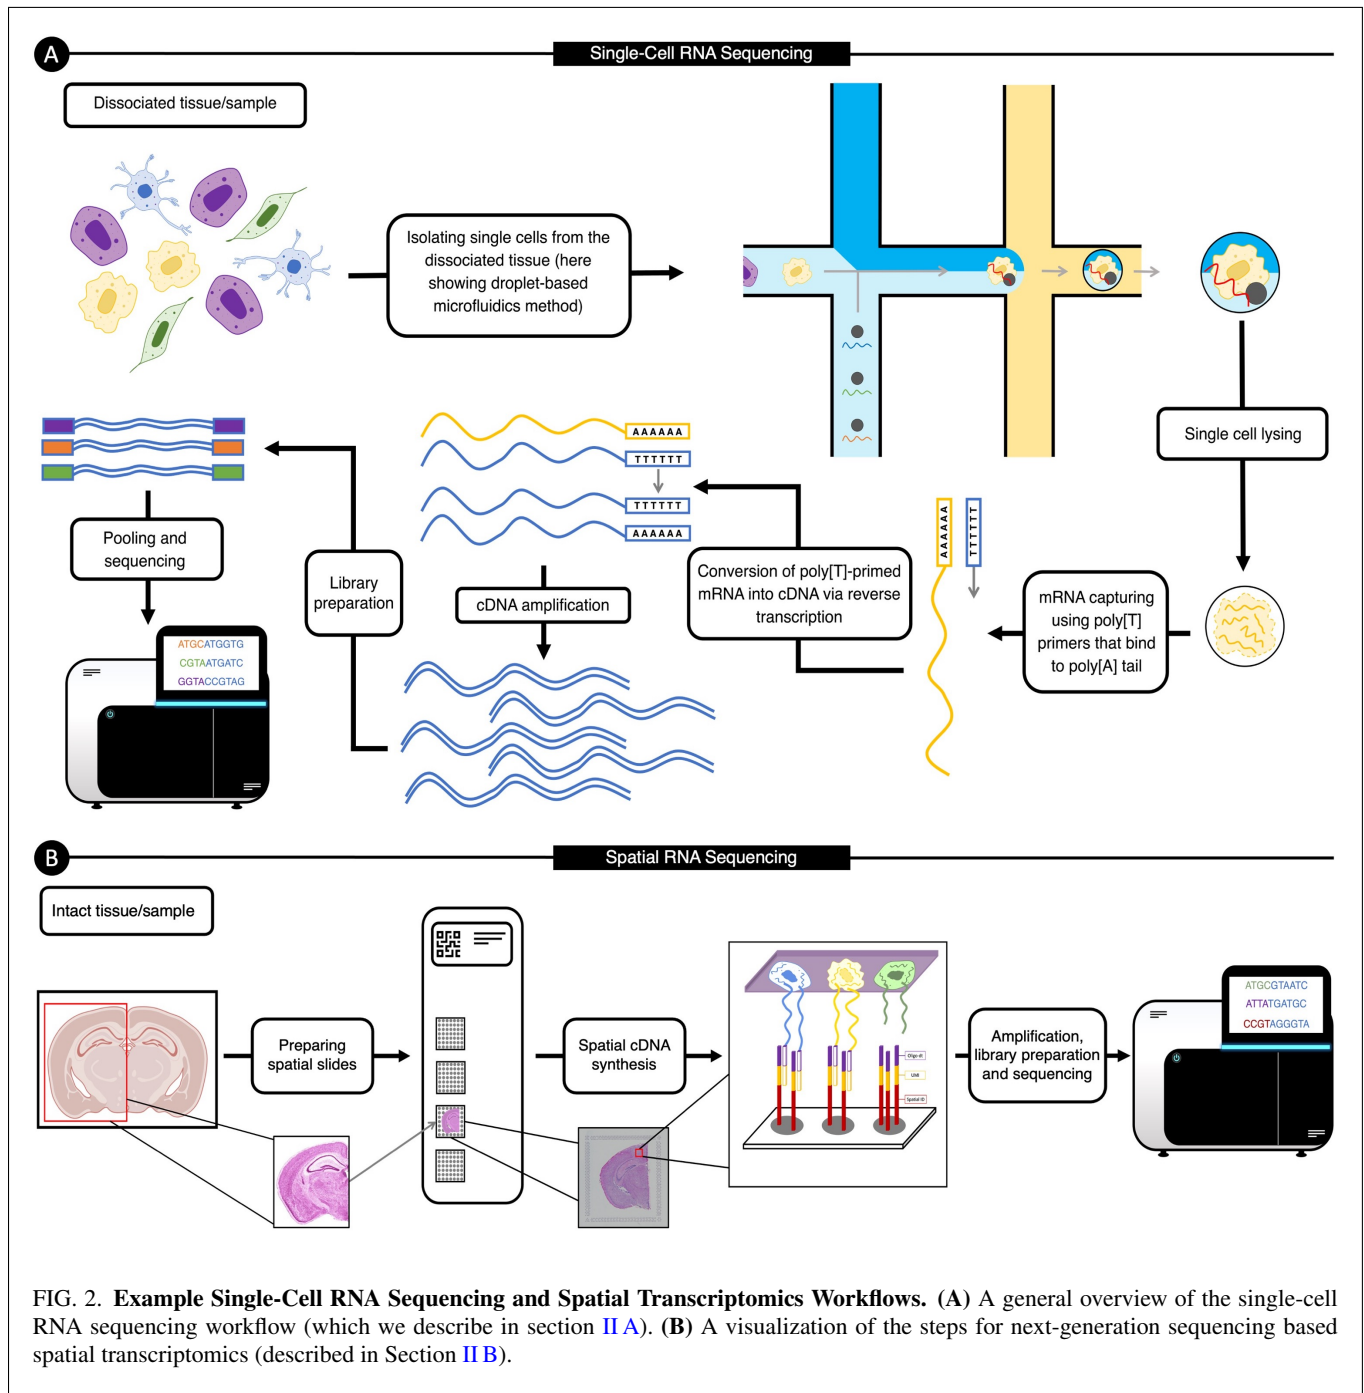 A
Single-Cell RNA Sequencing
Dissociated tissue/sample
Isolating single cells from the
dissociated tissue (here
showing droplet-based
microfluidics method)
Single cell lysing
mRNA capturing
using poly[T]
primers that bind
to poly[A] tail
AAAAAA
TTTTTT
Conversion of poly[T]-primed
mRNA into cDNA via reverse
transcription
AAAAAA
TTTTTT
TTTTTT
AAAAAA
cDNA amplification
Library
preparation
Pooling and
sequencing
ATGCATGGTG
CGTAATGATC
GGTACCGTAG
B
Spatial RNA Sequencing
Intact tissue/sample
Preparing
spatial slides
Spatial cDNA
synthesis
Oligo dt
UMI
Spatial ID
Amplification,
library preparation
and sequencing
ATGCGTAATC
ATTATGATGC
CCGTAGGGTA
FIG. 2. Example Single-Cell RNA Sequencing and Spatial Transcriptomics Workflows. (A) A general overview of the single-cell
RNA sequencing workflow (which we describe in section II A). (B) A visualization of the steps for next-generation sequencing based
spatial transcriptomics (described in Section II B).